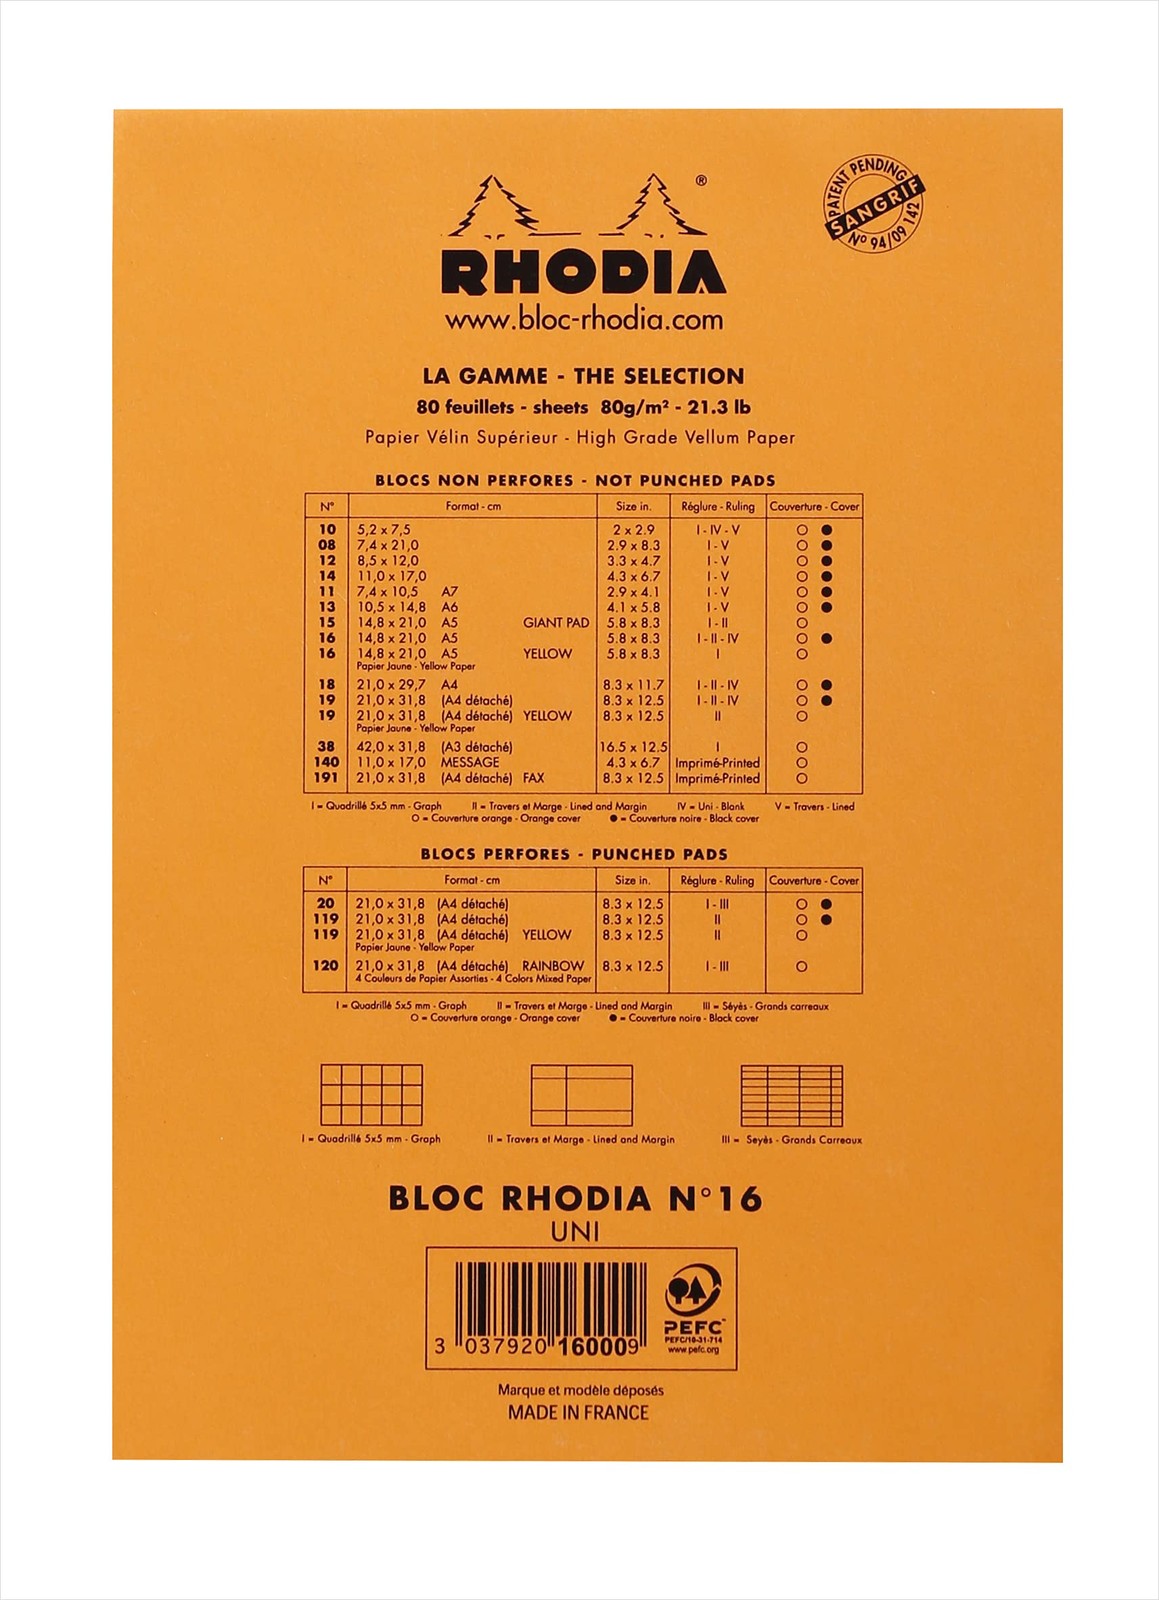 PATENT PENDING
SANGRIF
N° 94/09 142
®
RHODIA
www.bloc-rhodia.com
LA GAMME - THE SELECTION
80 feuillets - sheets 80g/m² - 21.3 lb
Papier Vélin Supérieur - High Grade Vellum Paper
BLOCS NON PERFORES - NOT PUNCHED PADS
N° Format - cm Size in. Réglure - Ruling Couverture - Cover
10 5,2 x 7,5 2 x 2.9 I - IV - V ○ ●
08 7,4 x 21,0 2.9 x 8.3 I - V ○ ●
12 8,5 x 12,0 3.3 x 4.7 I - V ○ ●
14 11,0 x 17,0 4.3 x 6.7 I - V ○ ●
11 7,4 x 10,5 A7 2.9 x 4.1 I - V ○ ●
13 10,5 x 14,8 A6 4.1 x 5.8 I - V ○ ●
15 14,8 x 21,0 A5 GIANT PAD 5.8 x 8.3 I - II ○
16 14,8 x 21,0 A5 5.8 x 8.3 I - II - IV ○ ●
16 14,8 x 21,0 A5 YELLOW 5.8 x 8.3 I ○
Papier Jaune - Yellow Paper
18 21,0 x 29,7 A4 8.3 x 11.7 I - II - IV ○ ●
19 21,0 x 31,8 (A4 détaché) 8.3 x 12.5 I - II - IV ○ ●
19 21,0 x 31,8 (A4 détaché) YELLOW 8.3 x 12.5 II ○
Papier Jaune - Yellow Paper
38 42,0 x 31,8 (A3 détaché) 16.5 x 12.5 I ○
140 11,0 x 17,0 MESSAGE 4.3 x 6.7 Imprimé-Printed ○
191 21,0 x 31,8 (A4 détaché) FAX 8.3 x 12.5 Imprimé-Printed ○
I = Quadrillé 5x5 mm - Graph II = Travers et Marge - Lined and Margin IV = Uni - Blank V = Travers - Lined
○ = Couverture orange - Orange cover ● = Couverture noire - Black cover
BLOCS PERFORES - PUNCHED PADS
N° Format - cm Size in. Réglure - Ruling Couverture - Cover
20 21,0 x 31,8 (A4 détaché) 8.3 x 12.5 I - III ○ ●
119 21,0 x 31,8 (A4 détaché) 8.3 x 12.5 II ○ ●
119 21,0 x 31,8 (A4 détaché) YELLOW 8.3 x 12.5 II ○
Papier Jaune - Yellow Paper
120 21,0 x 31,8 (A4 détaché) RAINBOW 8.3 x 12.5 I - III ○
4 Couleurs de Papier Assorties - 4 Colors Mixed Paper
I = Quadrillé 5x5 mm - Graph II = Travers et Marge - Lined and Margin III = Séyès - Grands carreaux
○ = Couverture orange - Orange cover ● = Couverture noire - Black cover
I = Quadrillé 5x5 mm - Graph II = Travers et Marge - Lined and Margin III = Seyès - Grands Carreaux
BLOC RHODIA N°16
UNI
3 037920 160009
PEFC™
PEFC/10-31-714
www.pefc.org
Marque et modèle déposés
MADE IN FRANCE